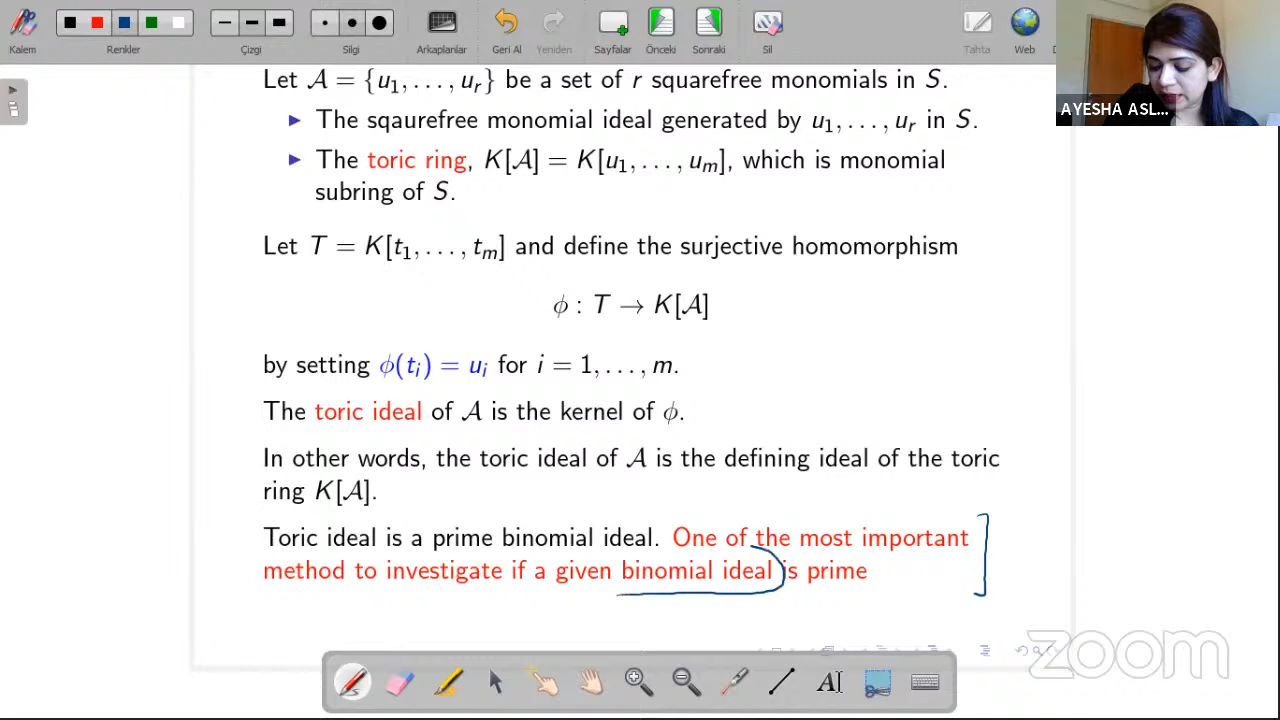 Kalem Renkler Çizgi Silgi Arkaplanlar Geri Al Yeniden Sayfalar Önceki Sonraki Sil Tahta Web
AYESHA ASL...
Let 𝒜 = {u₁, . . . , uᵣ} be a set of r squarefree monomials in S.
▶ The sqaurefree monomial ideal generated by u₁, . . . , uᵣ in S.
▶ The toric ring, K[𝒜] = K[u₁, . . . , uₘ], which is monomial
subring of S.
Let T = K[t₁, . . . , tₘ] and define the surjective homomorphism
ϕ : T → K[𝒜]
by setting ϕ(tᵢ) = uᵢ for i = 1, . . . , m.
The toric ideal of 𝒜 is the kernel of ϕ.
In other words, the toric ideal of 𝒜 is the defining ideal of the toric
ring K[𝒜].
Toric ideal is a prime binomial ideal. One of the most important
method to investigate if a given binomial ideal is prime
zoom